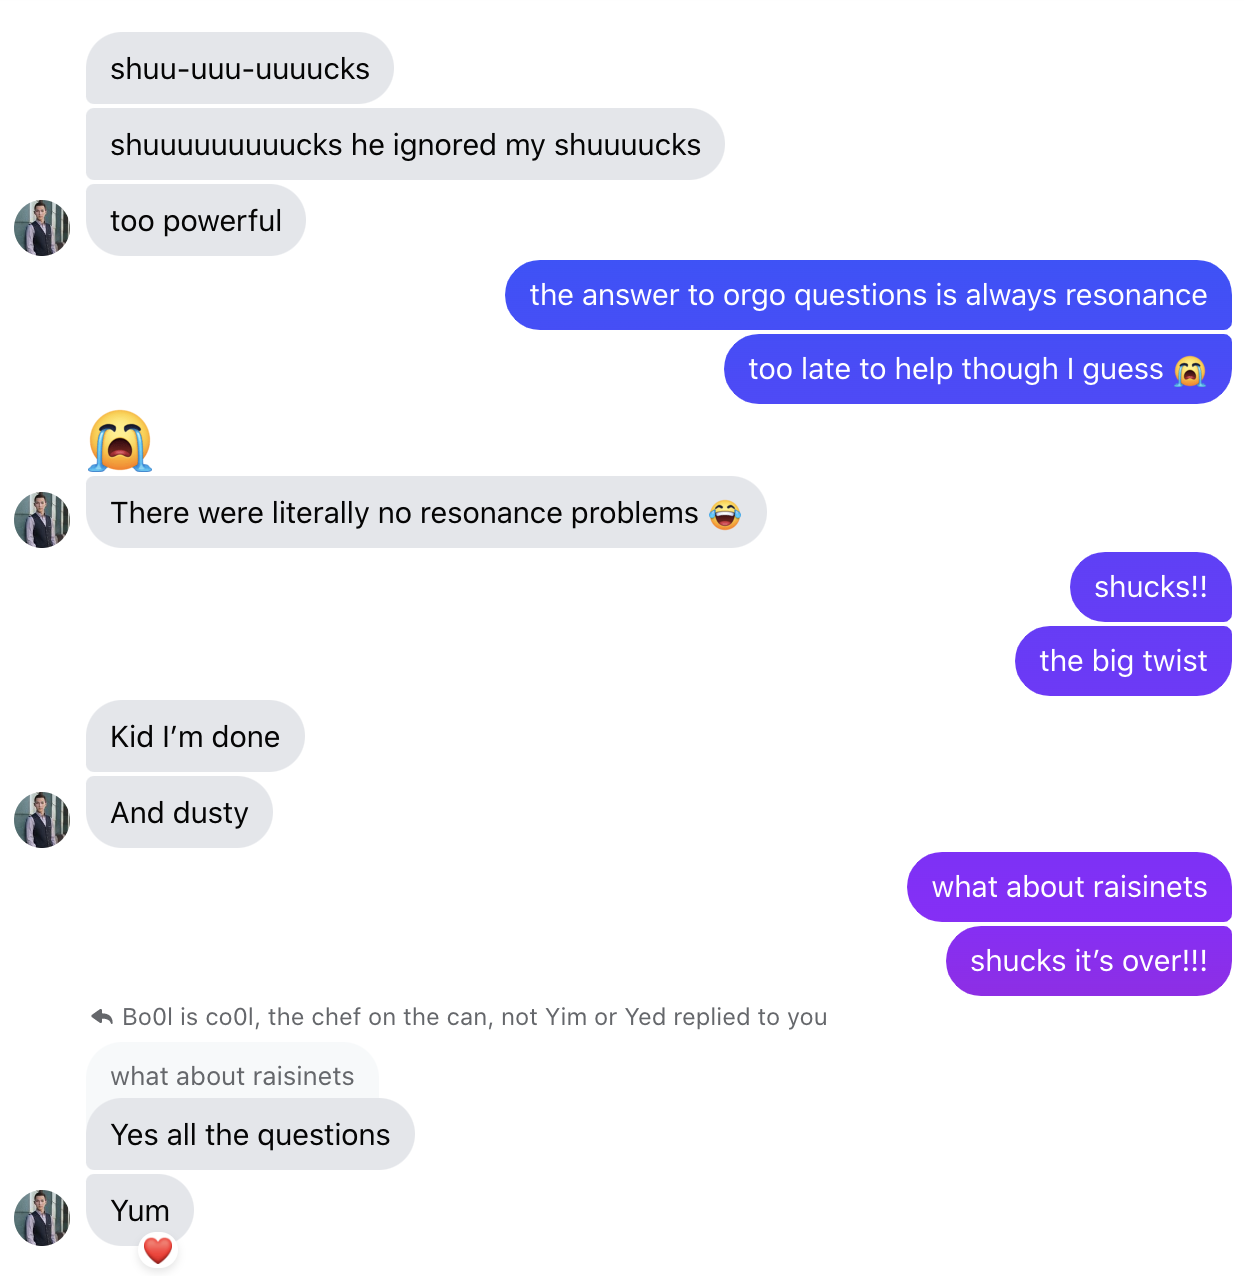 shuu-uuu-uuuucks
shuuuuuuuuucks he ignored my shuuuucks
too powerful
the answer to orgo questions is always resonance
too late to help though I guess 😭
😭
There were literally no resonance problems 😂
shucks!!
the big twist
Kid I’m done
And dusty
what about raisinets
shucks it’s over!!!
Bo0l is co0l, the chef on the can, not Yim or Yed replied to you
what about raisinets
Yes all the questions
Yum
❤️